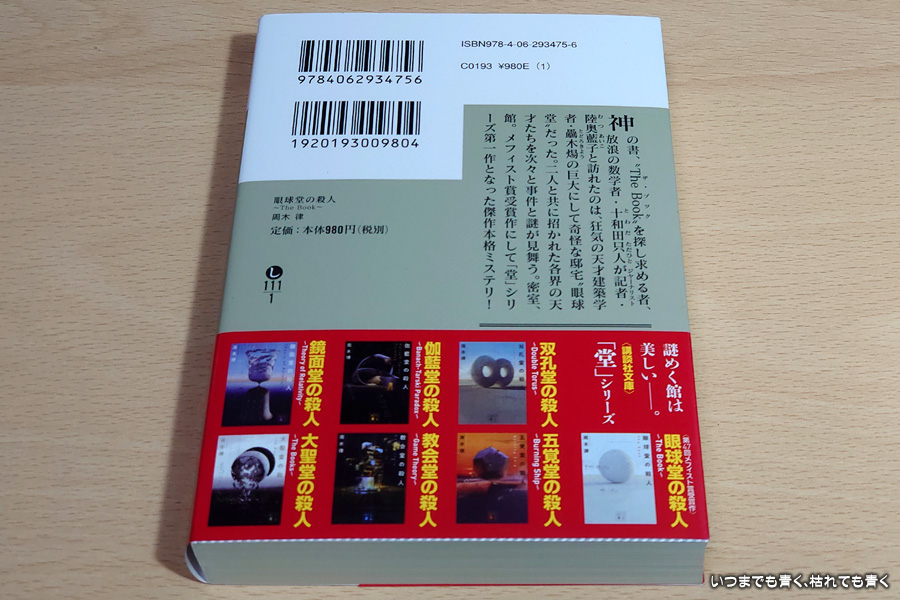 9784062934756
1920193009804
ISBN978-4-06-293475-6
C0193 ¥980E (1)
眼球堂の殺人
~The Book~
周木 律
定価:本体980円(税別)
し
111
1
神の書、“The Book”を探し求める者、
放浪の数学者・十和田只人が記者・
陸奥藍子と訪れたのは、狂気の天才建築学
者・驫木煬の巨大にして奇怪な邸宅“眼球
堂”だった。二人と共に招かれた各界の天
才たちを次々と事件と謎が見舞う。密室、
館。メフィスト賞受賞作にして「堂」シリ
ーズ第一作となった傑作本格ミステリ!
謎めく館は
美しい――。
〈講談社文庫〉
「堂」シリーズ
双孔堂の殺人
~Double Torus~
伽藍堂の殺人
~Banach-Tarski Paradox~
鏡面堂の殺人
~Theory of Relativity~
〈第47回メフィスト賞受賞作〉
眼球堂の殺人
~The Book~
五覚堂の殺人
~Burning Ship~
教会堂の殺人
~Game Theory~
大聖堂の殺人
~The Books~
いつまでも青く、枯れても青く